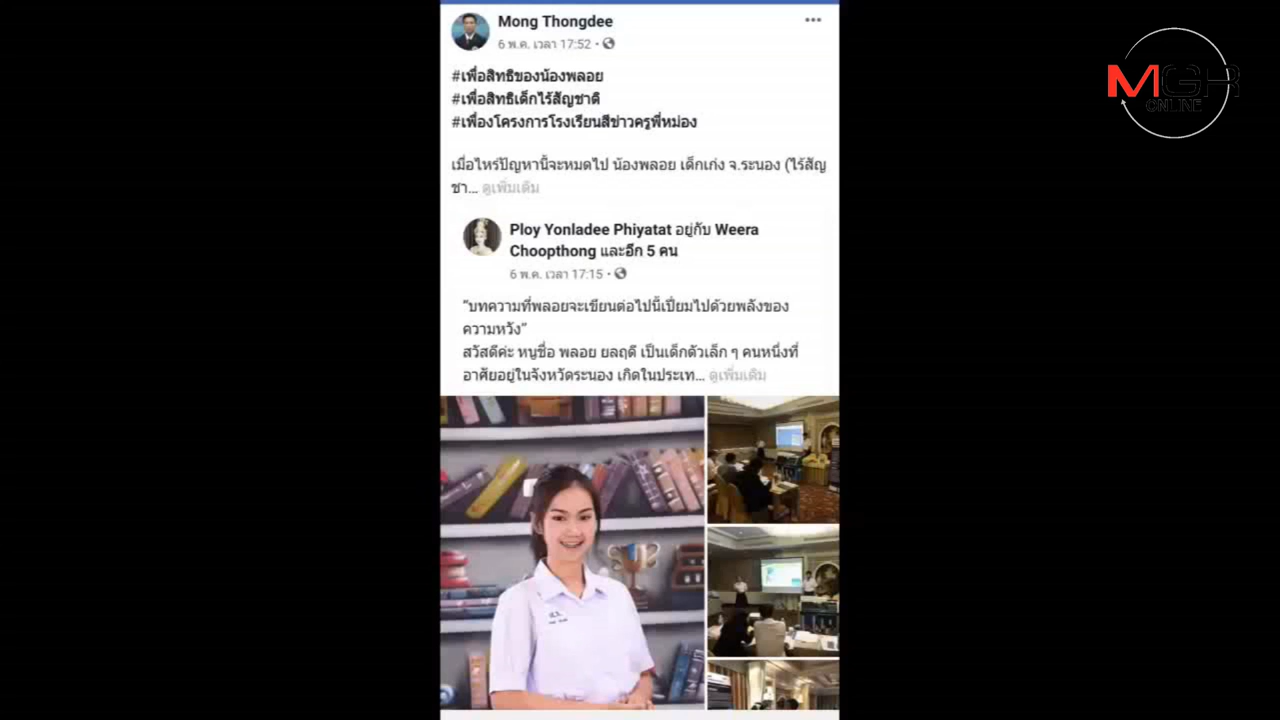 Mong Thongdee
6 พ.ค. เวลา 17:52
#เพื่อสิทธิของน้องพลอย
#เพื่อสิทธิเด็กไร้สัญชาติ
#เพื่องโครงการโรงเรียนสีข่าวครูพี่หม่อง
เมื่อไหร่ปัญหานี้จะหมดไป น้องพลอย เด็กเก่ง จ.ระนอง (ไร้สัญ
ชา... ดูเพิ่มเติม
Ploy Yonladee Phiyatat อยู่กับ Weera
Choopthong และอีก 5 คน
6 พ.ค. เวลา 17:15
"บทความที่พลอยจะเขียนต่อไปนี้เปี่ยมไปด้วยพลังของ
ความหวัง"
สวัสดีค่ะ หนูชื่อ พลอย ยลฤดี เป็นเด็กตัวเล็ก ๆ คนหนึ่งที่
อาศัยอยู่ในจังหวัดระนอง เกิดในประเท... ดูเพิ่มเติม
MGR
ONLINE